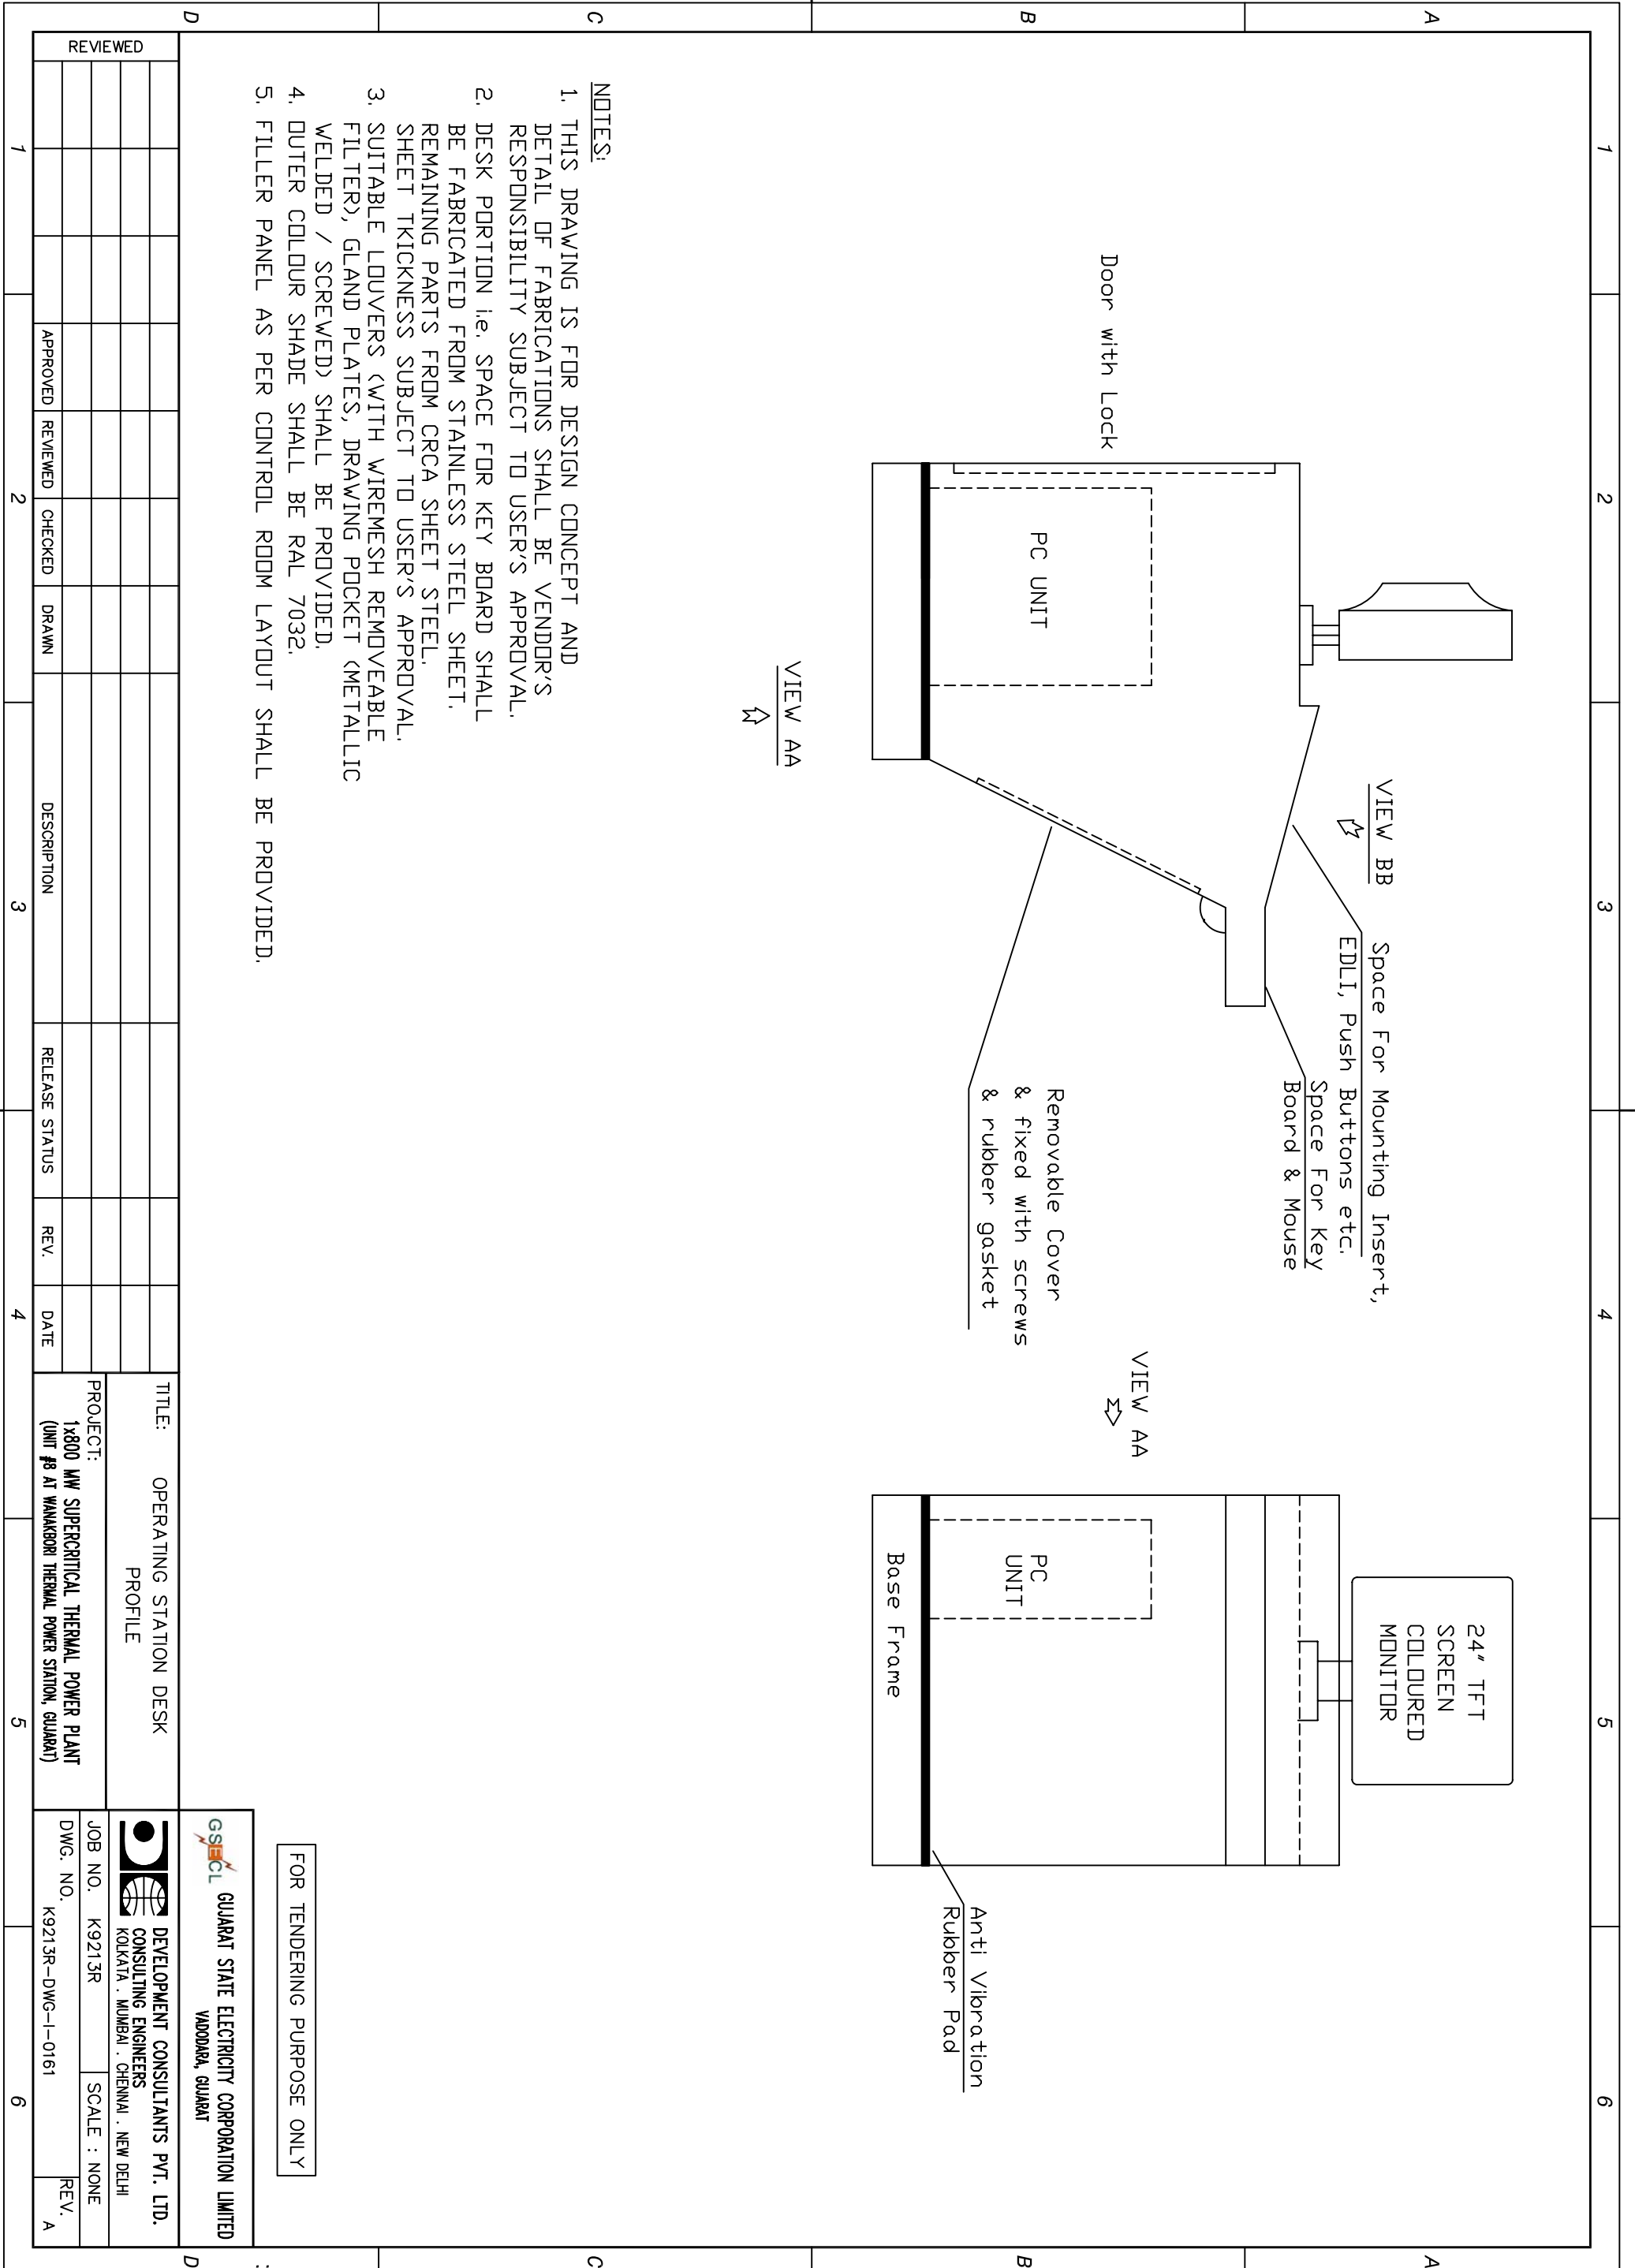 1
2
3
4
5
6
A
A
B
B
C
C
D
D
1
2
3
4
5
6
VIEW BB
Space For Mounting Insert,
EDLI, Push Buttons etc.
Space For Key
Board & Mouse
Door with Lock
PC UNIT
Removable Cover
& fixed with screws
& rubber gasket
VIEW AA
VIEW AA
24" TFT
SCREEN
COLOURED
MONITOR
PC
UNIT
Base Frame
Anti Vibration
Rubber Pad
NOTES:
1. THIS DRAWING IS FOR DESIGN CONCEPT AND
DETAIL OF FABRICATIONS SHALL BE VENDOR'S
RESPONSIBILITY SUBJECT TO USER'S APPROVAL.
2. DESK PORTION i.e. SPACE FOR KEY BOARD SHALL
BE FABRICATED FROM STAINLESS STEEL SHEET.
REMAINING PARTS FROM CRCA SHEET STEEL.
SHEET TKICKNESS SUBJECT TO USER'S APPROVAL.
3. SUITABLE LOUVERS (WITH WIREMESH REMOVEABLE
FILTER), GLAND PLATES, DRAWING POCKET (METALLIC
WELDED / SCREWED) SHALL BE PROVIDED.
4. OUTER COLOUR SHADE SHALL BE RAL 7032.
5. FILLER PANEL AS PER CONTROL ROOM LAYOUT SHALL BE PROVIDED.
FOR TENDERING PURPOSE ONLY
GSECL
GUJARAT STATE ELECTRICITY CORPORATION LIMITED
VADODARA, GUJARAT
DEVELOPMENT CONSULTANTS PVT. LTD.
CONSULTING ENGINEERS
KOLKATA . MUMBAI . CHENNAI . NEW DELHI
JOB NO. K9213R
SCALE : NONE
DWG. NO. K9213R-DWG-I-0161
REV. A
TITLE: OPERATING STATION DESK
PROFILE
PROJECT:
1x800 MW SUPERCRITICAL THERMAL POWER PLANT
(UNIT #8 AT WANAKBORI THERMAL POWER STATION, GUJARAT)
REVIEWED
APPROVED
REVIEWED
CHECKED
DRAWN
DESCRIPTION
RELEASE STATUS
REV.
DATE